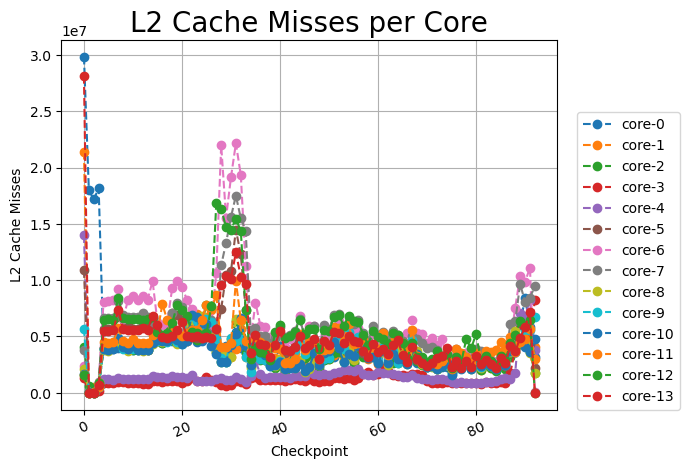 L2 Cache Misses per Core
1e7
3.0
2.5
2.0
1.5
1.0
0.5
0.0
L2 Cache Misses
0
20
40
60
80
Checkpoint
core-0
core-1
core-2
core-3
core-4
core-5
core-6
core-7
core-8
core-9
core-10
core-11
core-12
core-13